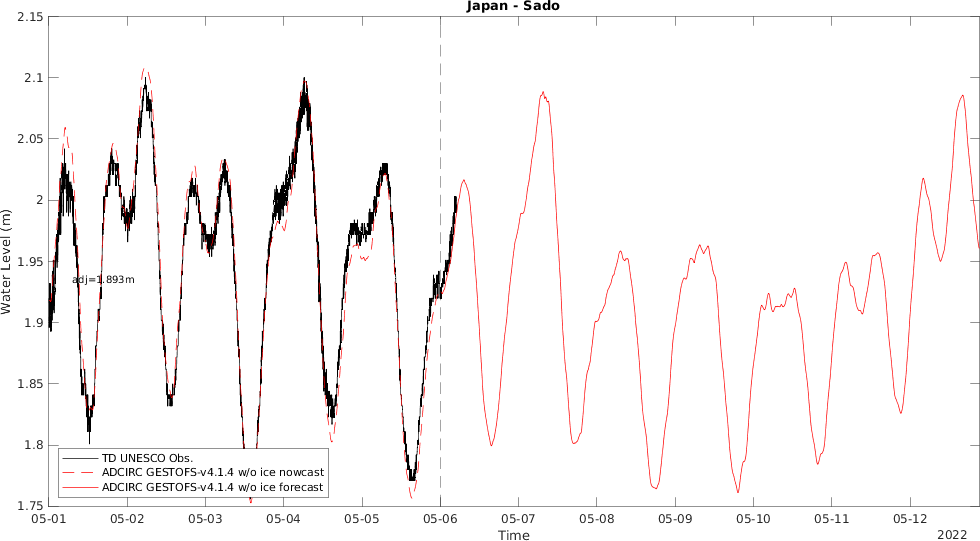 Japan - Sado
2.15
2.1
2.05
2
1.95
1.9
1.85
1.8
1.75
Water Level (m)
adj=1.893m
TD UNESCO Obs.
ADCIRC GESTOFS-v4.1.4 w/o ice nowcast
ADCIRC GESTOFS-v4.1.4 w/o ice forecast
05-01 05-02 05-03 05-04 05-05 05-06 05-07 05-08 05-09 05-10 05-11 05-12
Time
2022